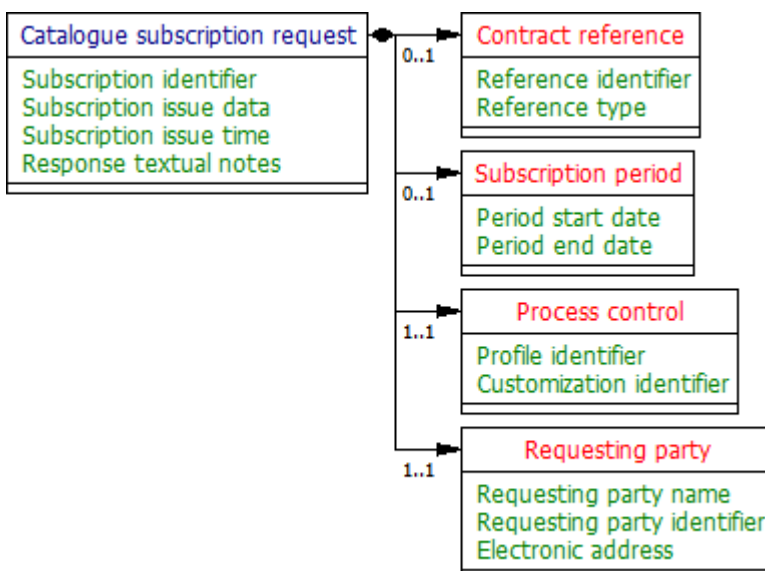 Catalogue subscription request
Subscription identifier
Subscription issue data
Subscription issue time
Response textual notes
0..1
Contract reference
Reference identifier
Reference type
0..1
Subscription period
Period start date
Period end date
1..1
Process control
Profile identifier
Customization identifier
1..1
Requesting party
Requesting party name
Requesting party identifier
Electronic address